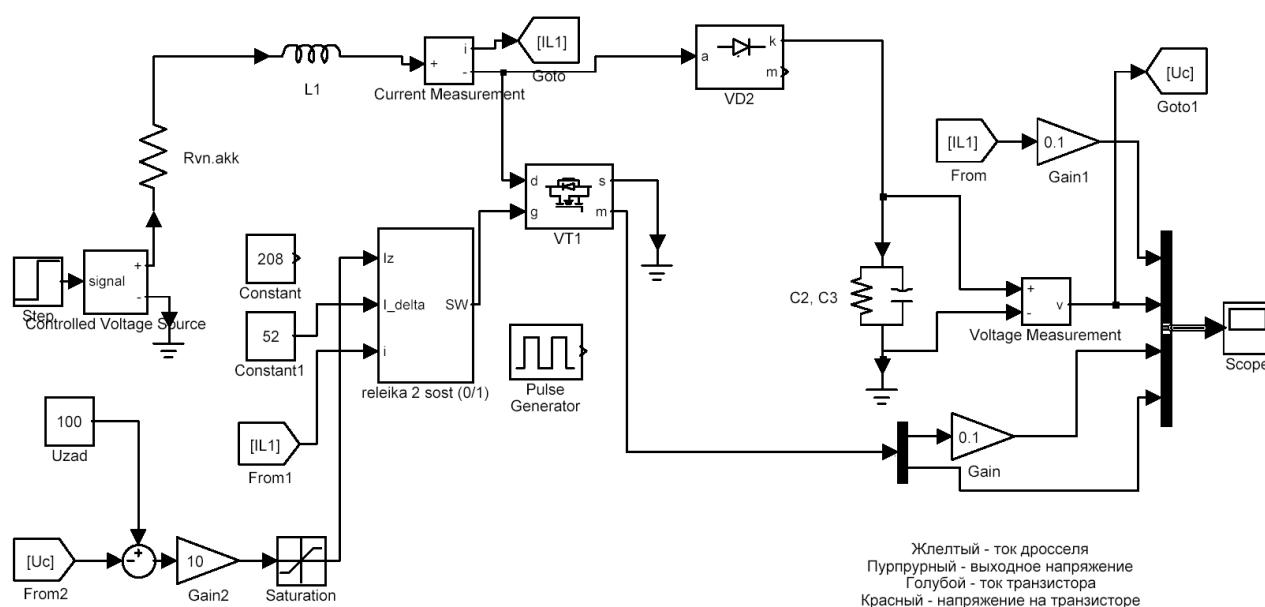 [IL1]
Goto
i
+
-
Current Measurement
L1
a
k
m
VD2
[Uc]
Goto1
Rvn.akk
[IL1]
From
0.1
Gain1
d
g
s
m
VT1
signal
+
-
Step
Controlled Voltage Source
208
Constant
52
Constant1
Iz
I_delta
i
SW
releika 2 sost (0/1)
Pulse
Generator
C2, C3
+
-
v
Voltage Measurement
Scope
100
Uzad
[IL1]
From1
0.1
Gain
[Uc]
From2
+
-
10
Gain2
Saturation
Жлелтый - ток дросселя
Пурпрурный - выходное напряжение
Голубой - ток транзистора
Красный - напряжение на транзисторе